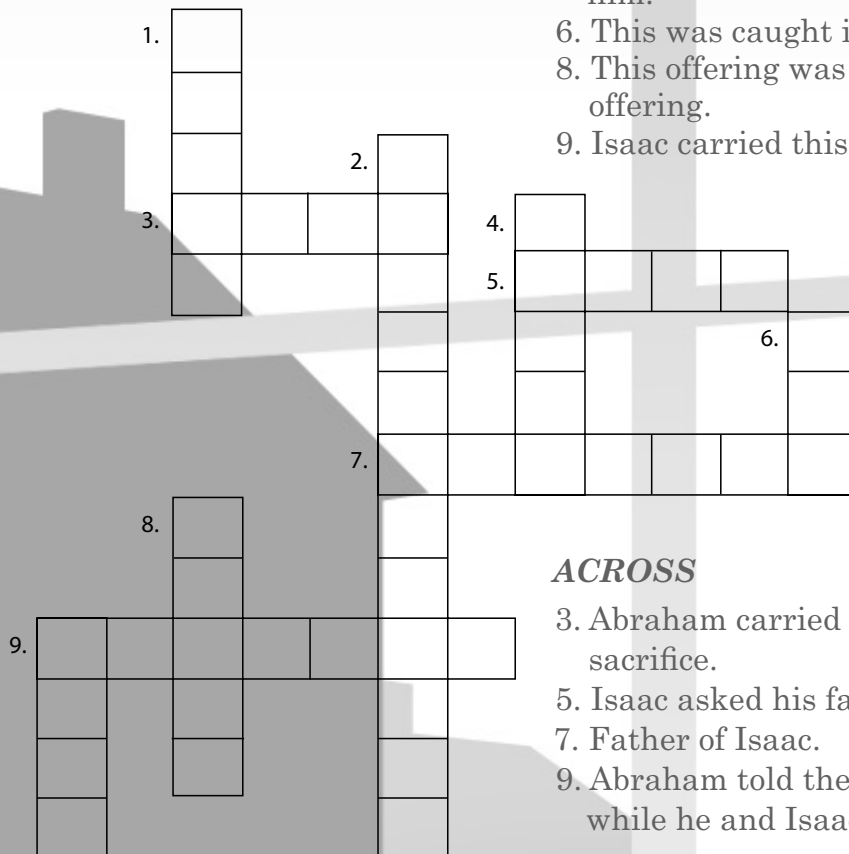 6. This was caught i
8. This offering was
offering.
9. Isaac carried this
1.
2.
3.
4.
5.
6.
7.
8.
9.
ACROSS
3. Abraham carried
sacrifice.
5. Isaac asked his fa
7. Father of Isaac.
9. Abraham told the
while he and Isaa